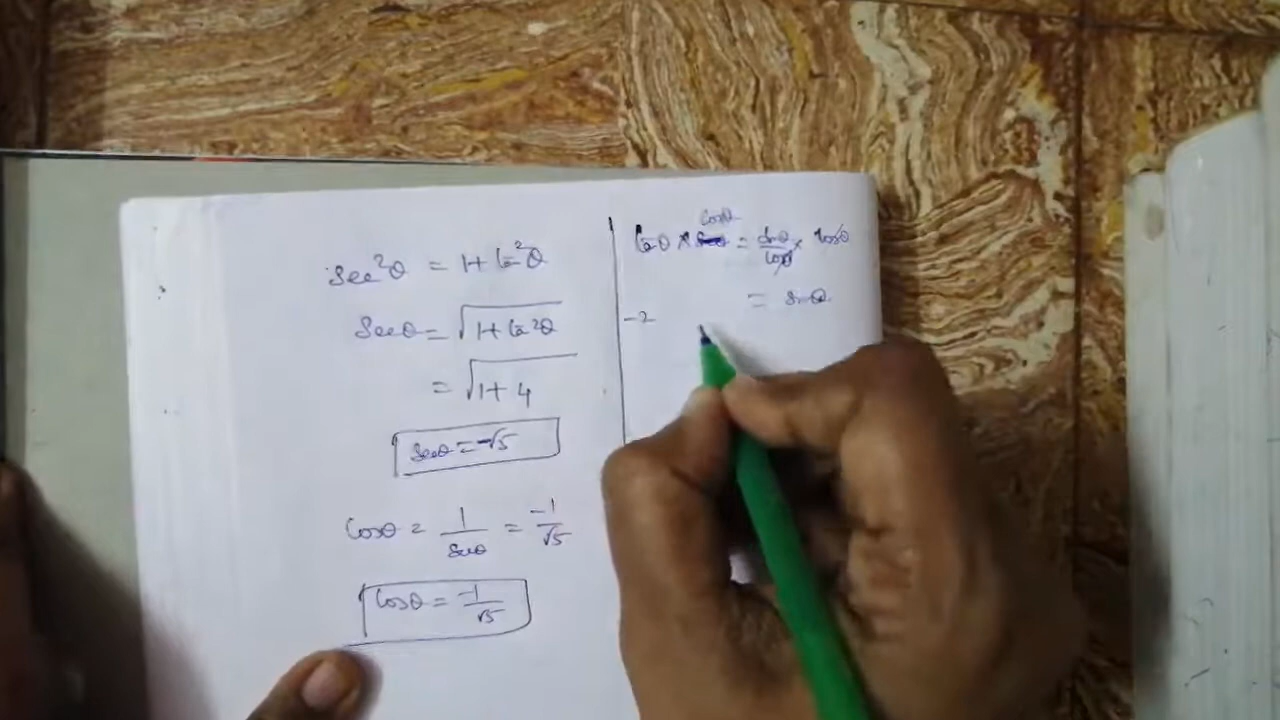 sec²θ = 1 + tan²θ
secθ = √1 + tan²θ
= √1 + 4
secθ = -√5
cosθ = 1/secθ = -1/√5
cosθ = -1/√5
tanθ × cosθ = sinθ/cosθ × cosθ
= sinθ
-2